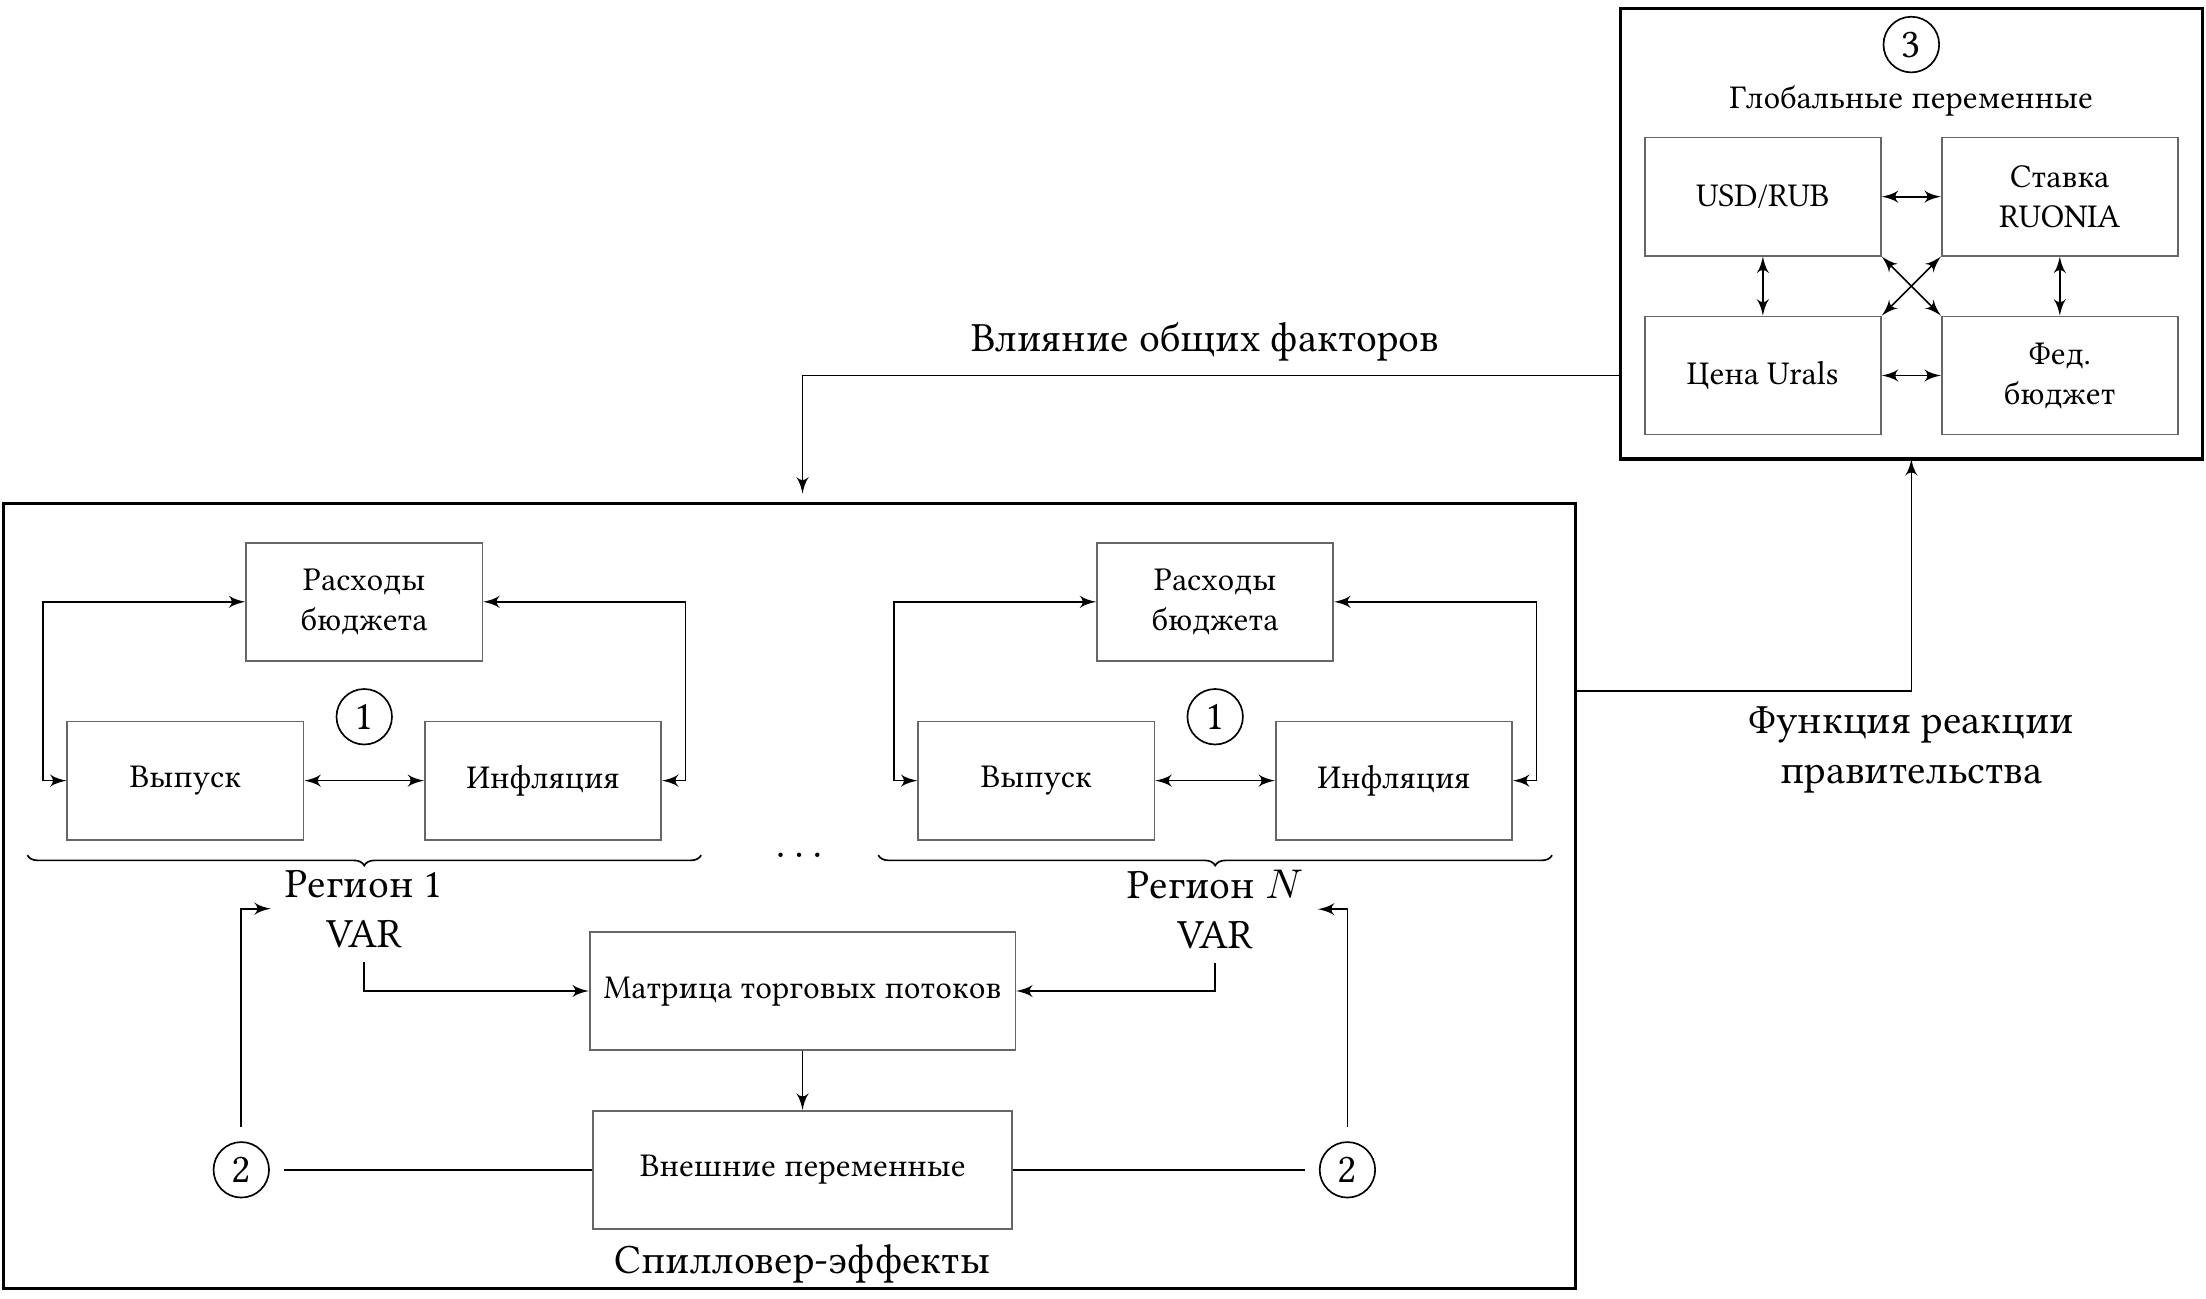 3
Глобальные переменные
USD/RUB
Ставка
RUONIA
Цена Urals
Фед.
бюджет
Влияние общих факторов
Расходы
бюджета
1
Выпуск
Инфляция
Регион 1
VAR
. . .
Расходы
бюджета
1
Выпуск
Инфляция
Регион N
VAR
Функция реакции
правительства
Матрица торговых потоков
2
Внешние переменные
2
Спилловер-эффекты